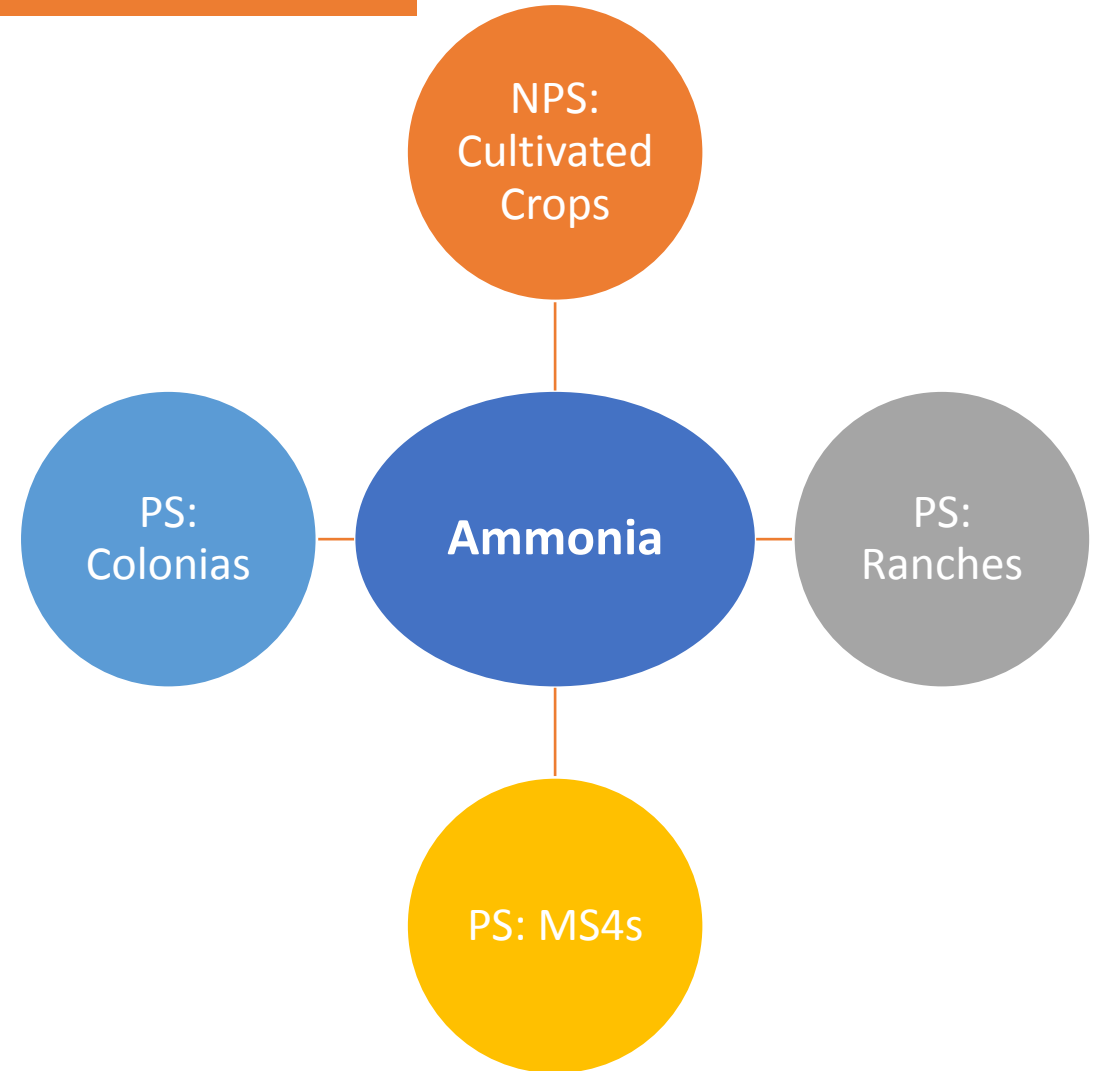 NPS:
Cultivated
Crops
PS:
Colonias
Ammonia
PS:
Ranches
PS: MS4s